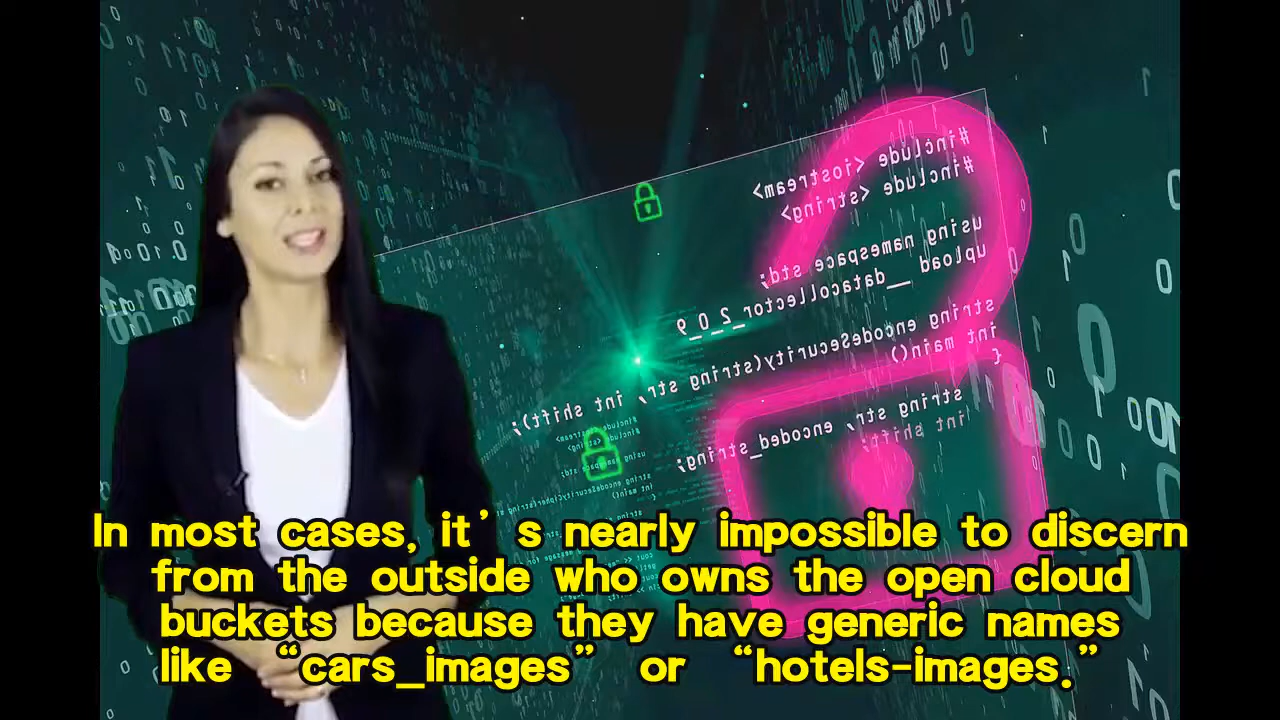 #include <iostream>
#include <string>
using namespace std;
upload __datacollector_2_0_9
string encodeSecurity(string str, int shift);
int main()
{
string str, encoded_string;
int shift;
In most cases, it’s nearly impossible to discern
from the outside who owns the open cloud
buckets because they have generic names
like “cars_images” or “hotels-images.”